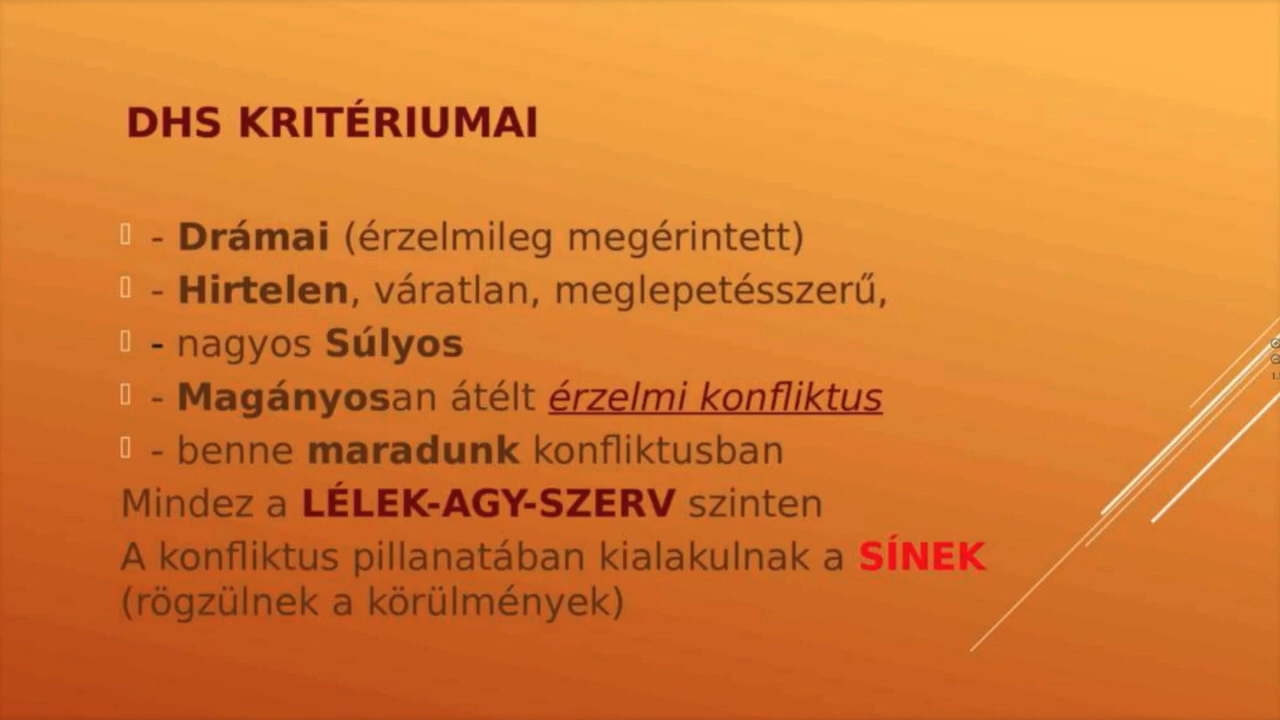 DHS KRITÉRIUMAI
- Drámai (érzelmileg megérintett)
- Hirtelen, váratlan, meglepetésszerű,
- nagyos Súlyos
- Magányosan átélt érzelmi konfliktus
- benne maradunk konfliktusban
Mindez a LÉLEK-AGY-SZERV szinten
A konfliktus pillanatában kialakulnak a SÍNEK
(rögzülnek a körülmények)